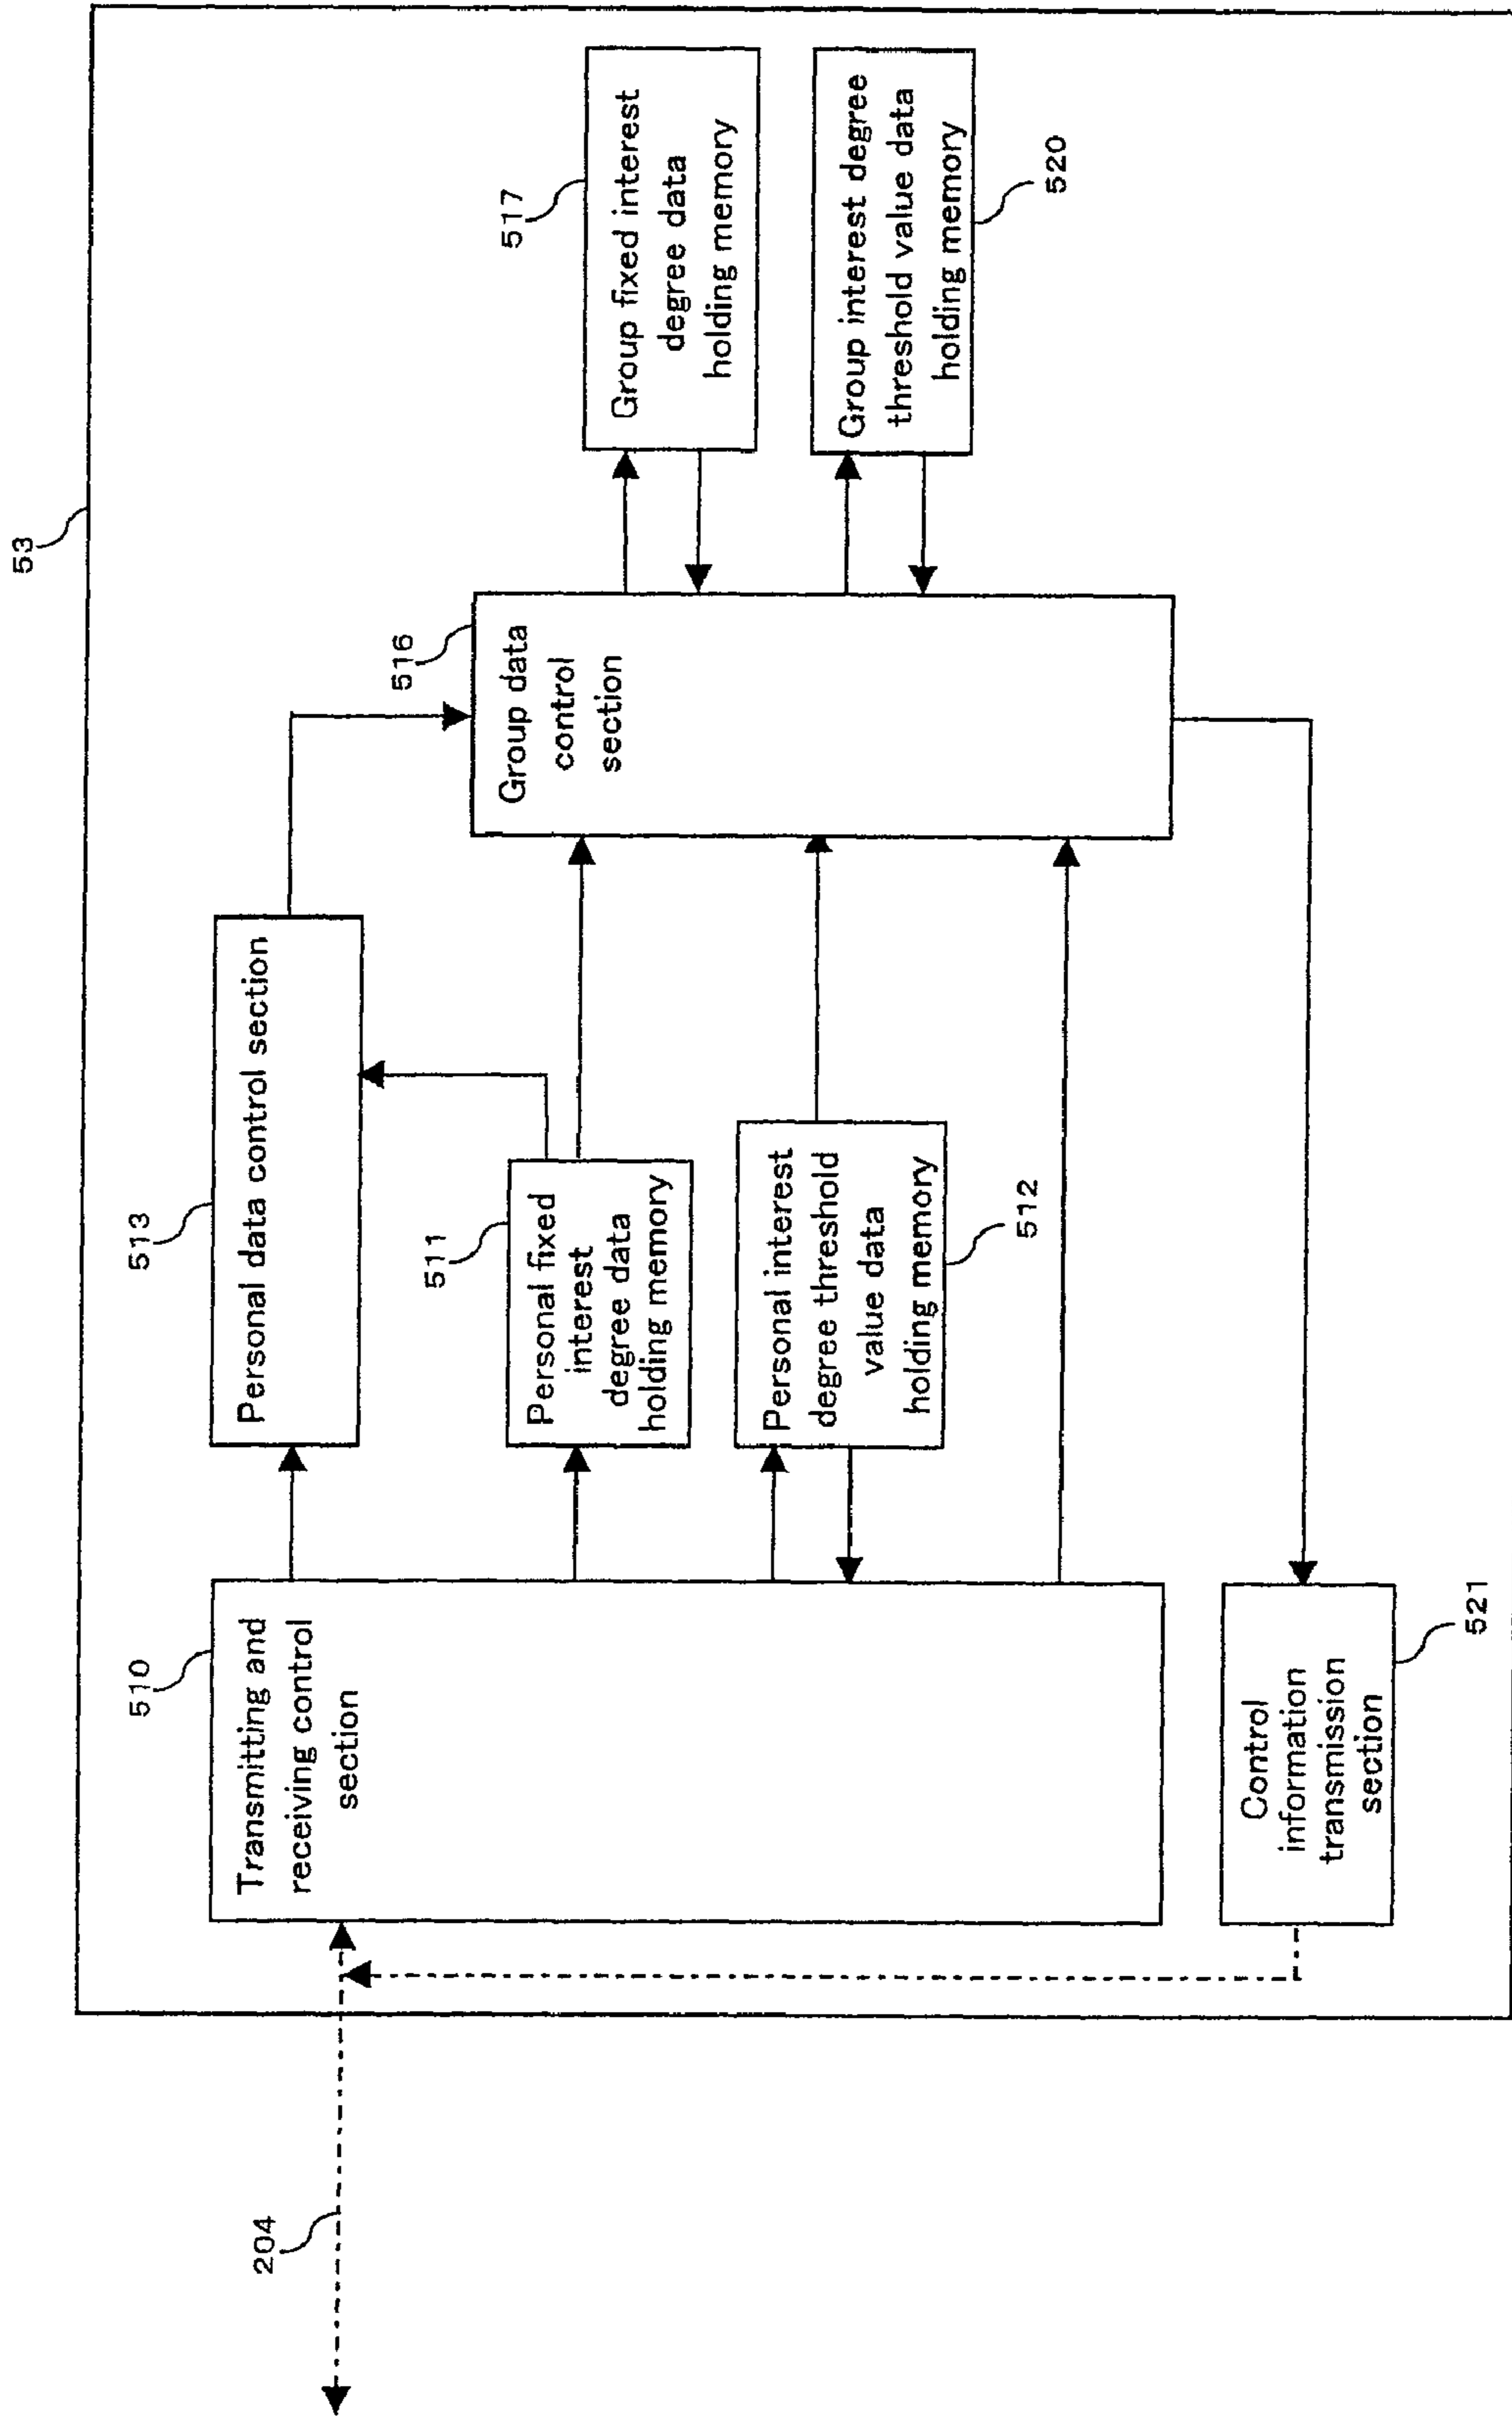 53
204
510
Transmitting and
receiving control
section
513
Personal data control section
511
Personal fixed
interest
degree data
holding memory
Personal interest
degree threshold
value data
holding memory
512
516
Group data
control
section
517
Group fixed interest
degree data
holding memory
Group interest degree
threshold value data
holding memory
520
Control
information
transmission
section
521